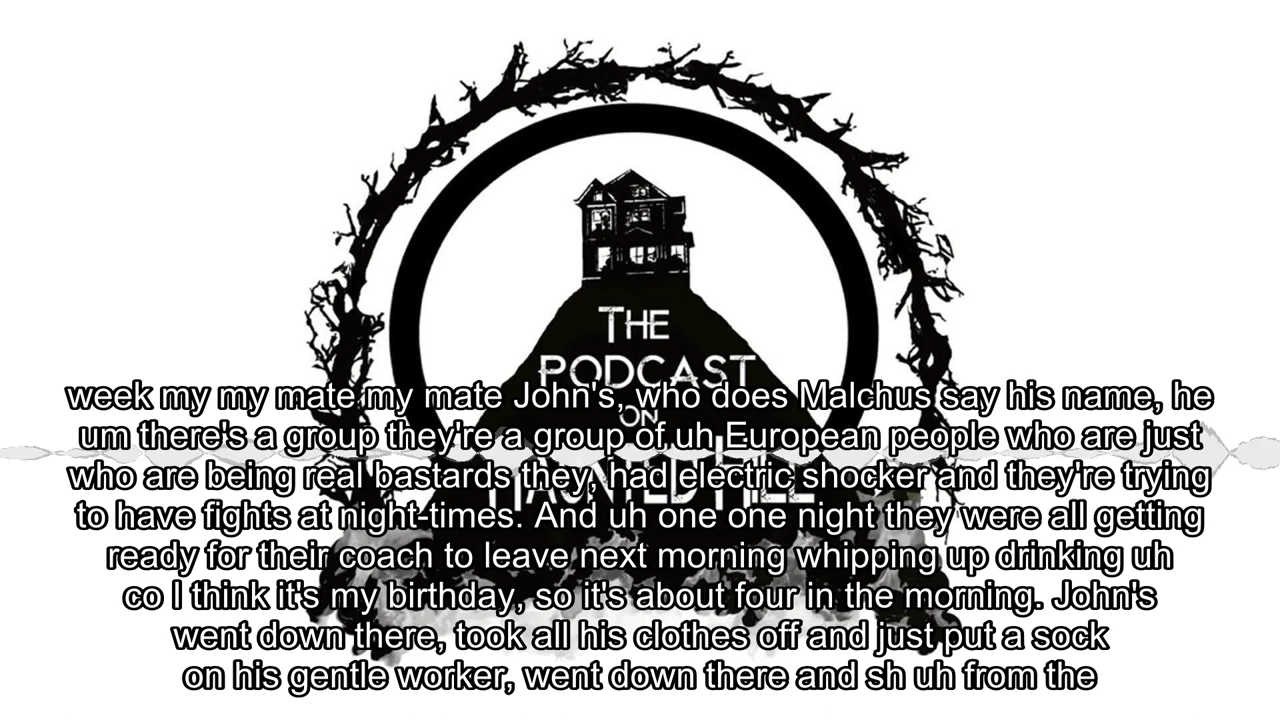 THE
PODCAST
ON
HAUNTED HILL
week my my mate my mate John's, who does Malchus say his name, he
um there's a group they're a group of uh European people who are just
who are being real bastards they, had electric shocker and they're trying
to have fights at night-times. And uh one one night they were all getting
ready for their coach to leave next morning whipping up drinking uh
co I think it's my birthday, so it's about four in the morning. John's
went down there, took all his clothes off and just put a sock
on his gentle worker, went down there and sh uh from the